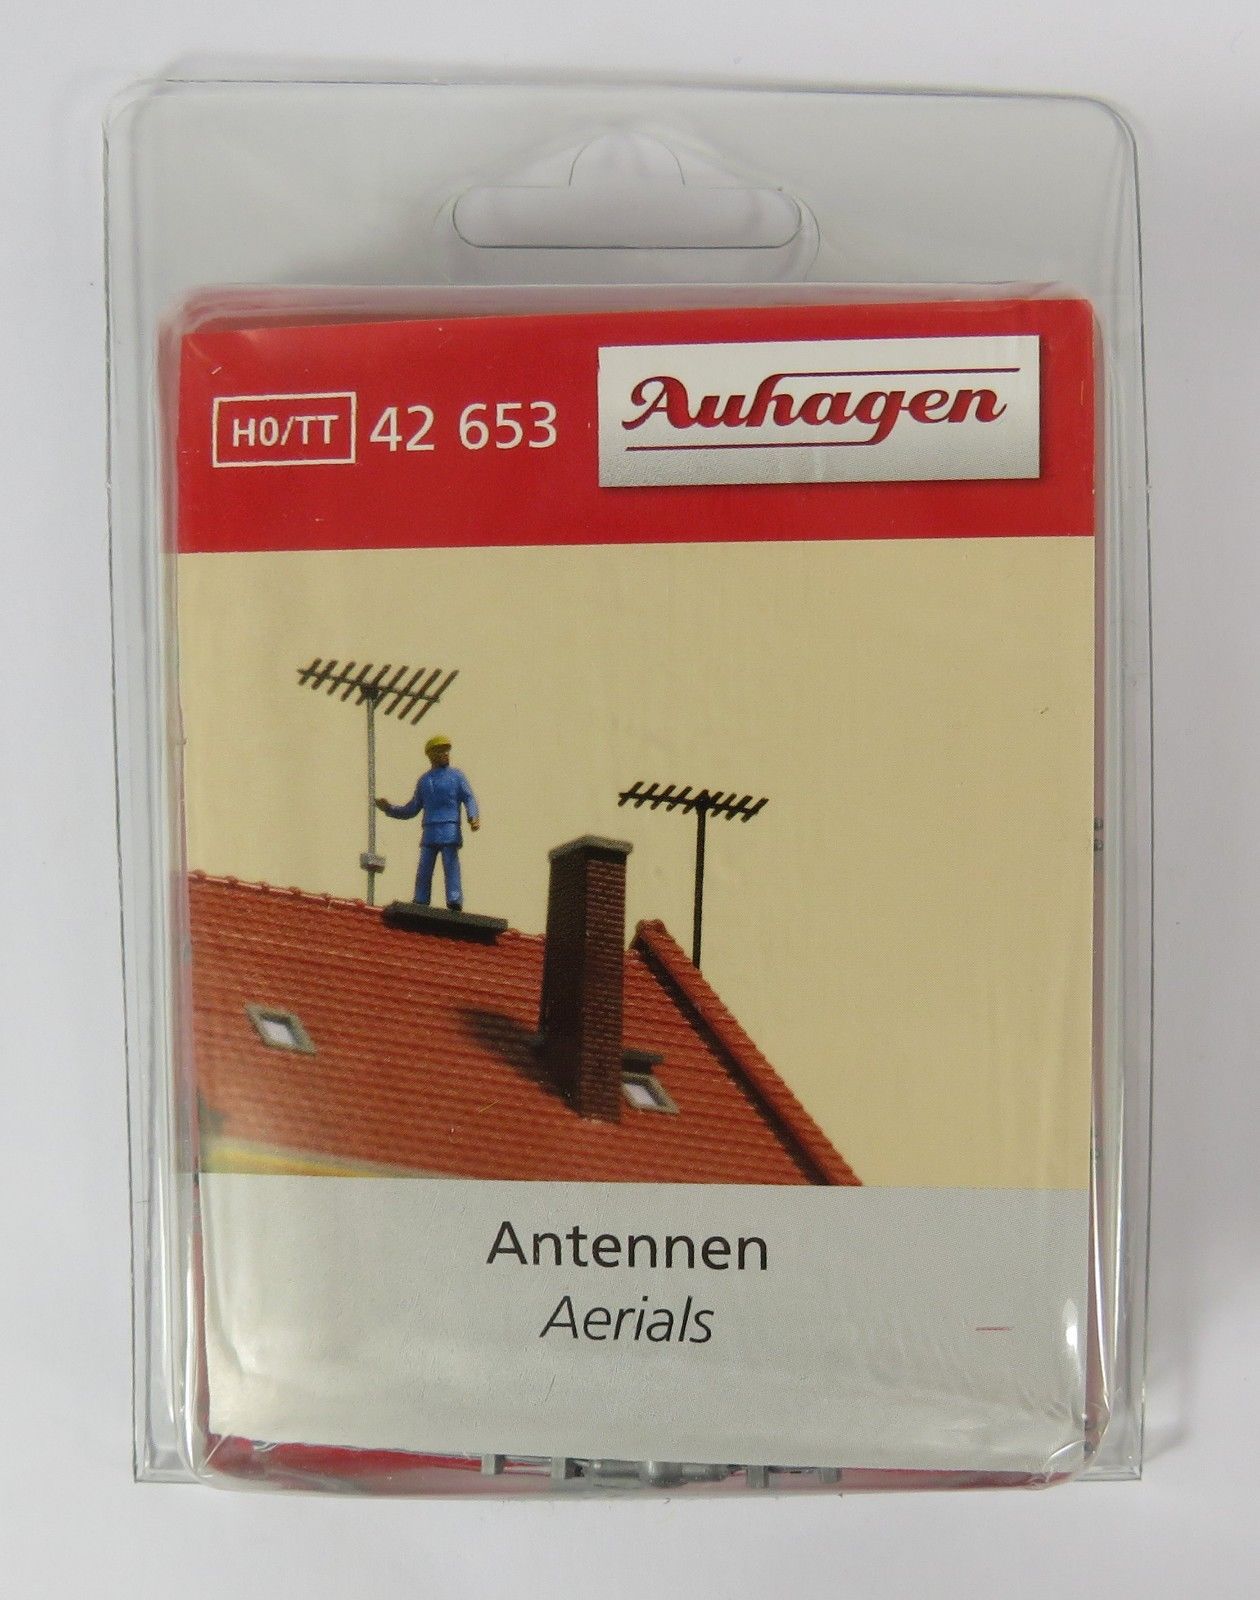 H0/TT 42 653
Auhagen
Antennen
Aerials